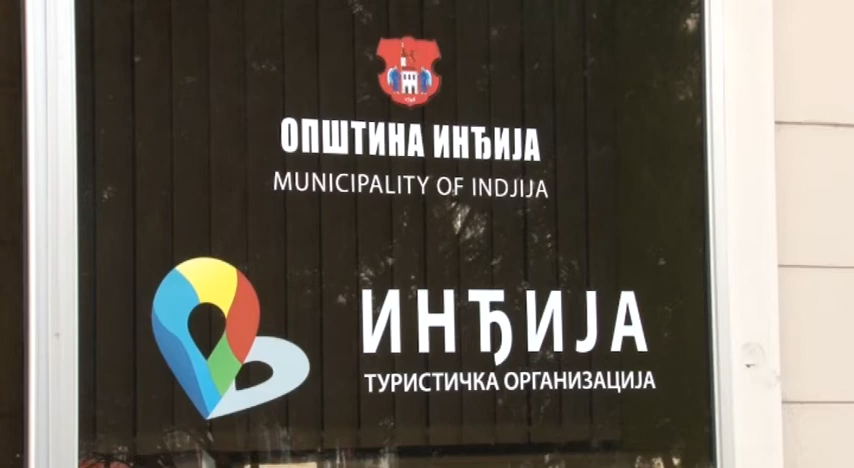 ОПШТИНА ИНЂИЈА
MUNICIPALITY OF INDJIJA
ИНЂИЈА
ТУРИСТИЧКА ОРГАНИЗАЦИЈА